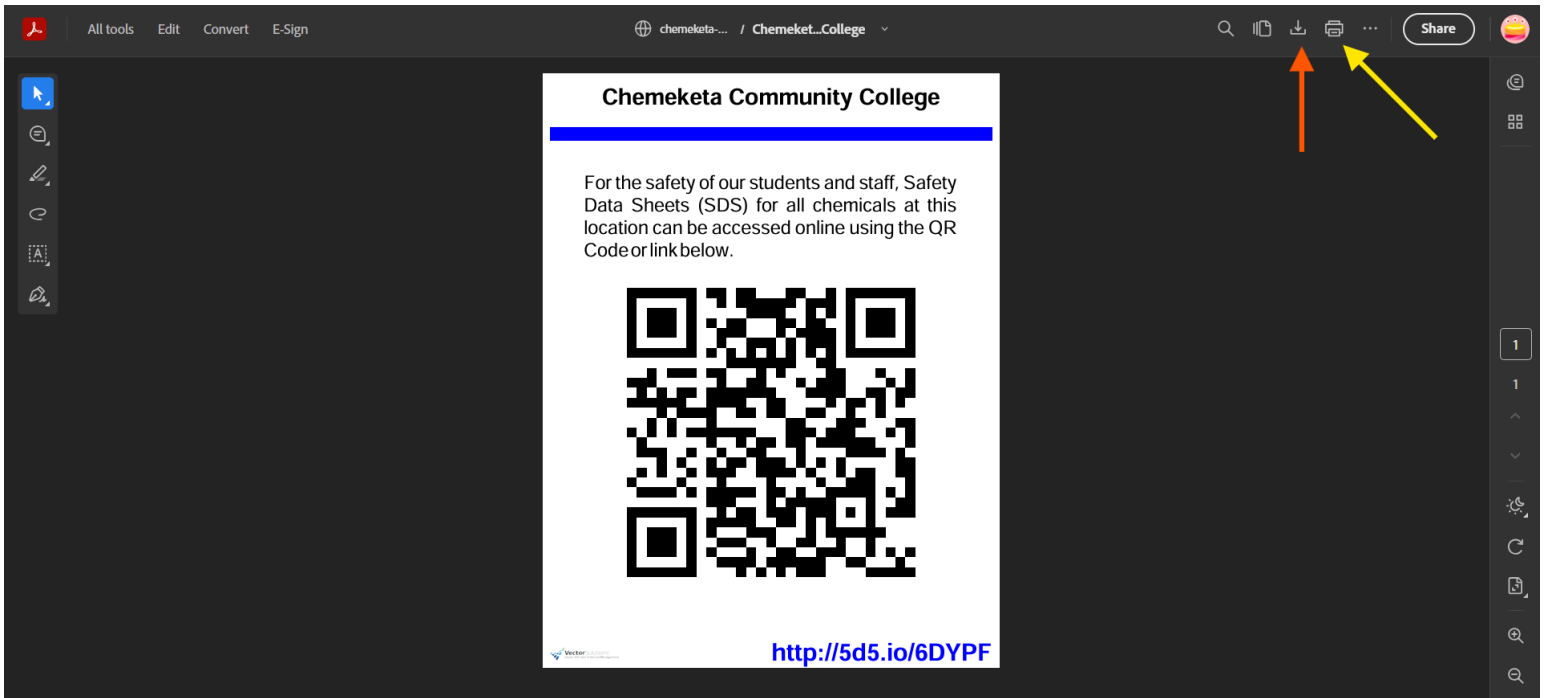 All tools Edit Convert E-Sign chemeketa-... / Chemeket...College Share
Chemeketa Community College
For the safety of our students and staff, Safety
Data Sheets (SDS) for all chemicals at this
location can be accessed online using the QR
Code or link below.
1
1
VectorSolutions
http://5d5.io/6DYPF